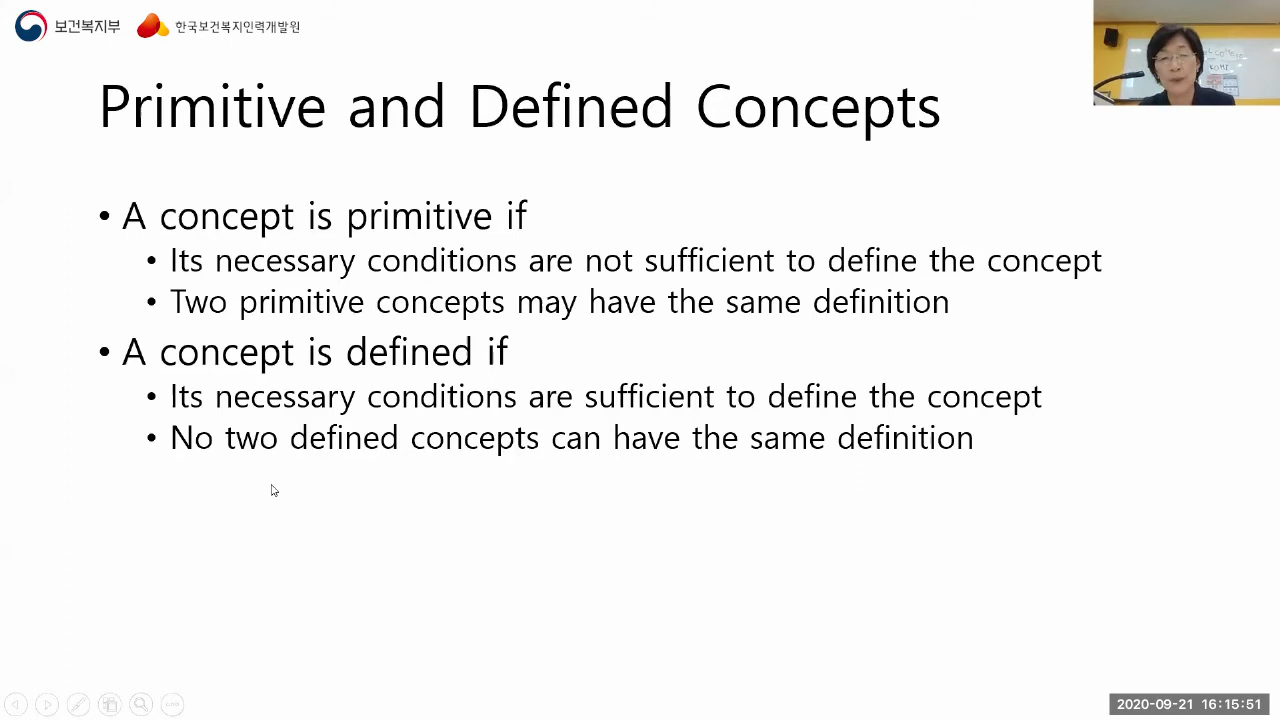 보건복지부 한국보건복지인력개발원
Primitive and Defined Concepts
• A concept is primitive if
• Its necessary conditions are not sufficient to define the concept
• Two primitive concepts may have the same definition
• A concept is defined if
• Its necessary conditions are sufficient to define the concept
• No two defined concepts can have the same definition
2020-09-21 16:15:51